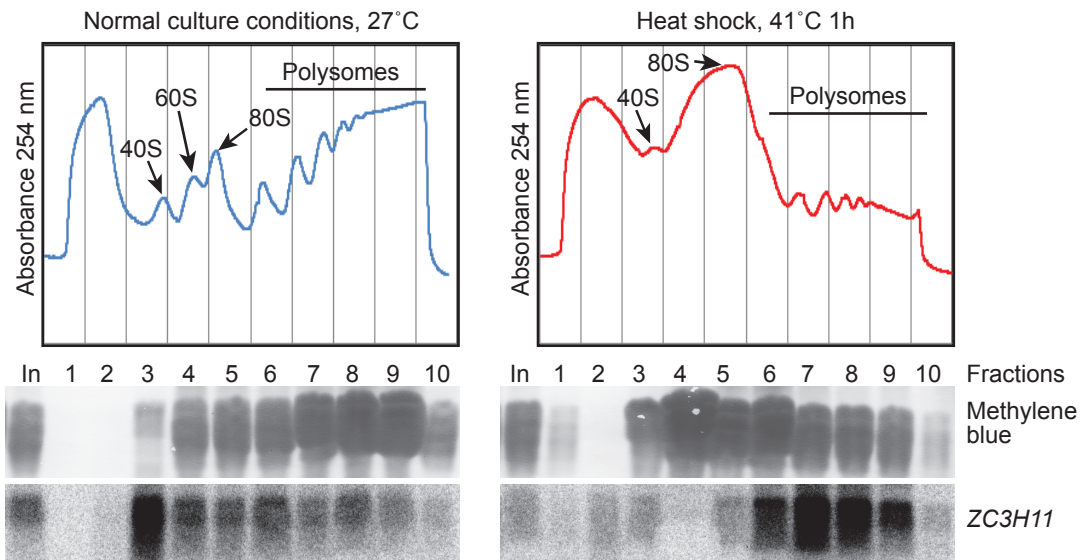 Normal culture conditions, 27˚C
Heat shock, 41˚C 1h
Absorbance 254 nm
40S
60S
80S
Polysomes
Absorbance 254 nm
40S
80S
Polysomes
In 1 2 3 4 5 6 7 8 9 10
In 1 2 3 4 5 6 7 8 9 10
Fractions
Methylene
blue
ZC3H11